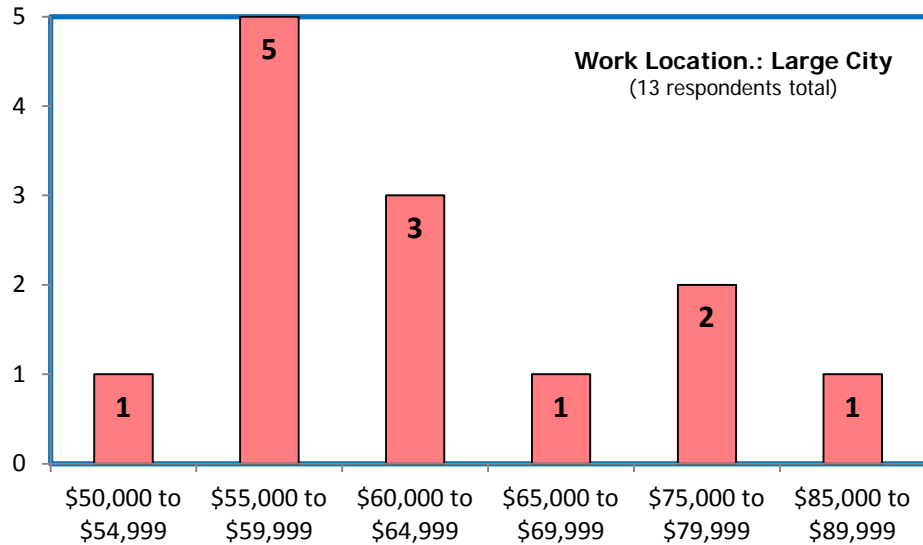 Work Location.: Large City
(13 respondents total)
5
4
3
2
1
0
1
5
3
1
2
1
$50,000 to
$54,999
$55,000 to
$59,999
$60,000 to
$64,999
$65,000 to
$69,999
$75,000 to
$79,999
$85,000 to
$89,999